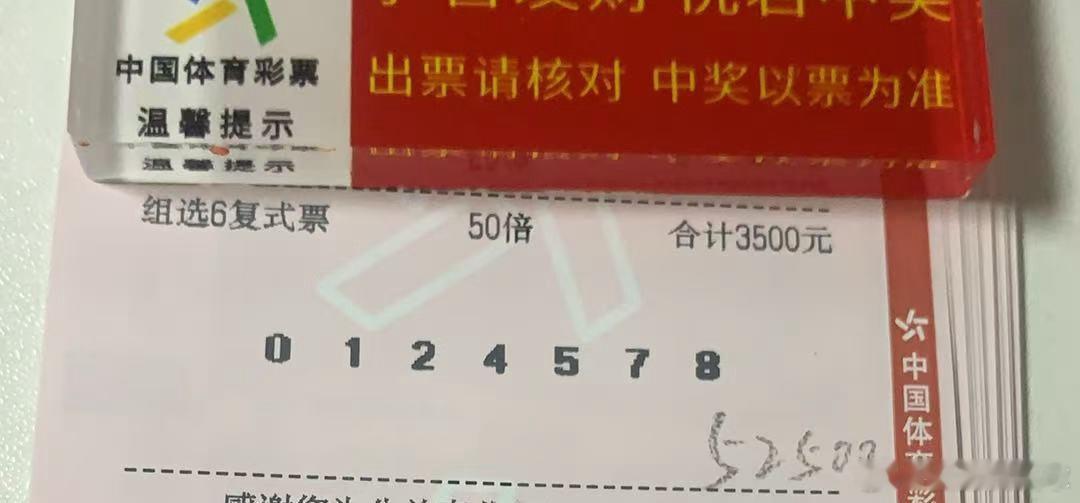 中国体育彩票
温馨提示
出票请核对 中奖以票为准
温馨提示
组选6复式票 50倍 合计3500元
0 1 2 4 5 7 8
52500
中国体育彩